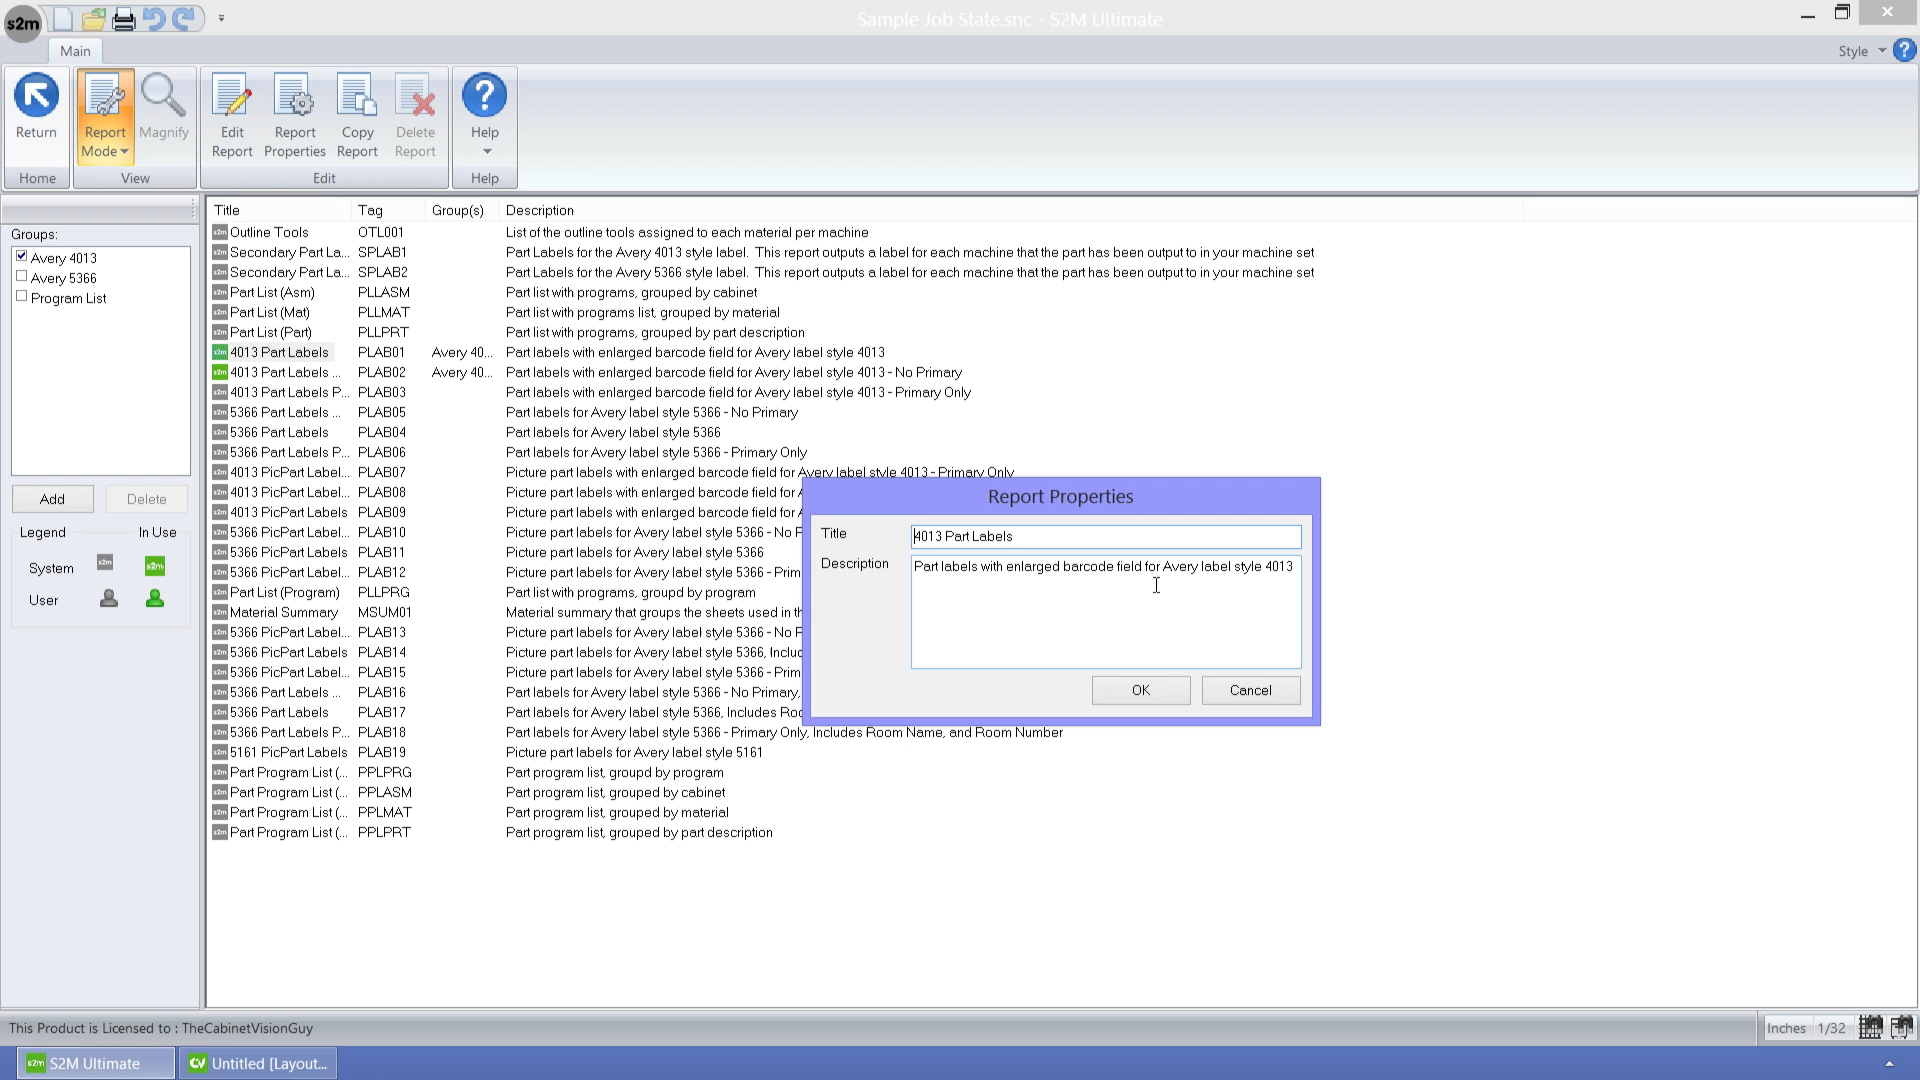 s2m
Sample Job State.snc - S2M Ultimate
Main
Style
Return
Report Mode
Magnify
Edit Report
Report Properties
Copy Report
Delete Report
Help
Home
View
Edit
Help
Groups:
Avery 4013
Avery 5366
Program List
Add
Delete
Legend
In Use
System
User
Title Tag Group(s) Description
Outline Tools OTL001 List of the outline tools assigned to each material per machine
Secondary Part La... SPLAB1 Part Labels for the Avery 4013 style label. This report outputs a label for each machine that the part has been output to in your machine set
Secondary Part La... SPLAB2 Part Labels for the Avery 5366 style label. This report outputs a label for each machine that the part has been output to in your machine set
Part List (Asm) PLLASM Part list with programs, grouped by cabinet
Part List (Mat) PLLMAT Part list with programs list, grouped by material
Part List (Part) PLLPRT Part list with programs, grouped by part description
4013 Part Labels PLAB01 Avery 40... Part labels with enlarged barcode field for Avery label style 4013
4013 Part Labels ... PLAB02 Avery 40... Part labels with enlarged barcode field for Avery label style 4013 - No Primary
4013 Part Labels P... PLAB03 Part labels with enlarged barcode field for Avery label style 4013 - Primary Only
5366 Part Labels ... PLAB05 Part labels for Avery label style 5366 - No Primary
5366 Part Labels PLAB04 Part labels for Avery label style 5366
5366 Part Labels P... PLAB06 Part labels for Avery label style 5366 - Primary Only
4013 PicPart Label... PLAB07 Picture part labels with enlarged barcode field for Avery label style 4013 - Primary Only
4013 PicPart Label... PLAB08 Picture part labels with enlarged barcode field for
4013 PicPart Labels PLAB09 Picture part labels with enlarged barcode field for
5366 PicPart Label... PLAB10 Picture part labels for Avery label style 5366 - No
5366 PicPart Labels PLAB11 Picture part labels for Avery label style 5366
5366 PicPart Label... PLAB12 Picture part labels for Avery label style 5366 - Prim
Part List (Program) PLLPRG Part list with programs, groupd by program
Material Summary MSUM01 Material summary that groups the sheets used in th
5366 PicPart Label... PLAB13 Picture part labels for Avery label style 5366 - No
5366 PicPart Labels PLAB14 Picture part labels for Avery label style 5366, Inclu
5366 PicPart Label... PLAB15 Picture part labels for Avery label style 5366 - Prim
5366 Part Labels ... PLAB16 Part labels for Avery label style 5366 - No Primary,
5366 Part Labels PLAB17 Part labels for Avery label style 5366, Includes Roo
5366 Part Labels P... PLAB18 Part labels for Avery label style 5366 - Primary Only, Includes Room Name, and Room Number
5161 PicPart Labels PLAB19 Picture part labels for Avery label style 5161
Part Program List (... PPLPRG Part program list, groupd by program
Part Program List (... PPLASM Part program list, grouped by cabinet
Part Program List (... PPLMAT Part program list, grouped by material
Part Program List (... PPLPRT Part program list, grouped by part description
Report Properties
Title
4013 Part Labels
Description
Part labels with enlarged barcode field for Avery label style 4013
OK
Cancel
This Product is Licensed to : TheCabinetVisionGuy
Inches 1/32
s2m S2M Ultimate
CV Untitled [Layout...